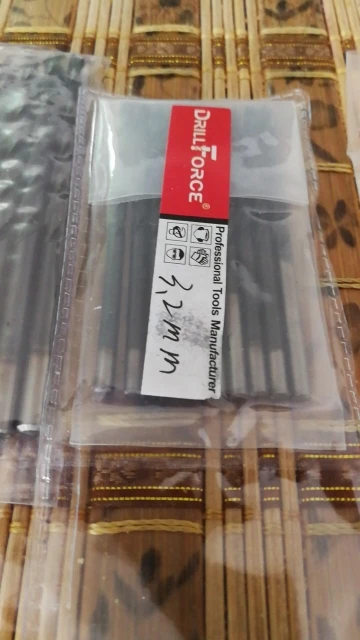 DRILLFORCE®
Professional Tools Manufacturer
3,2mm